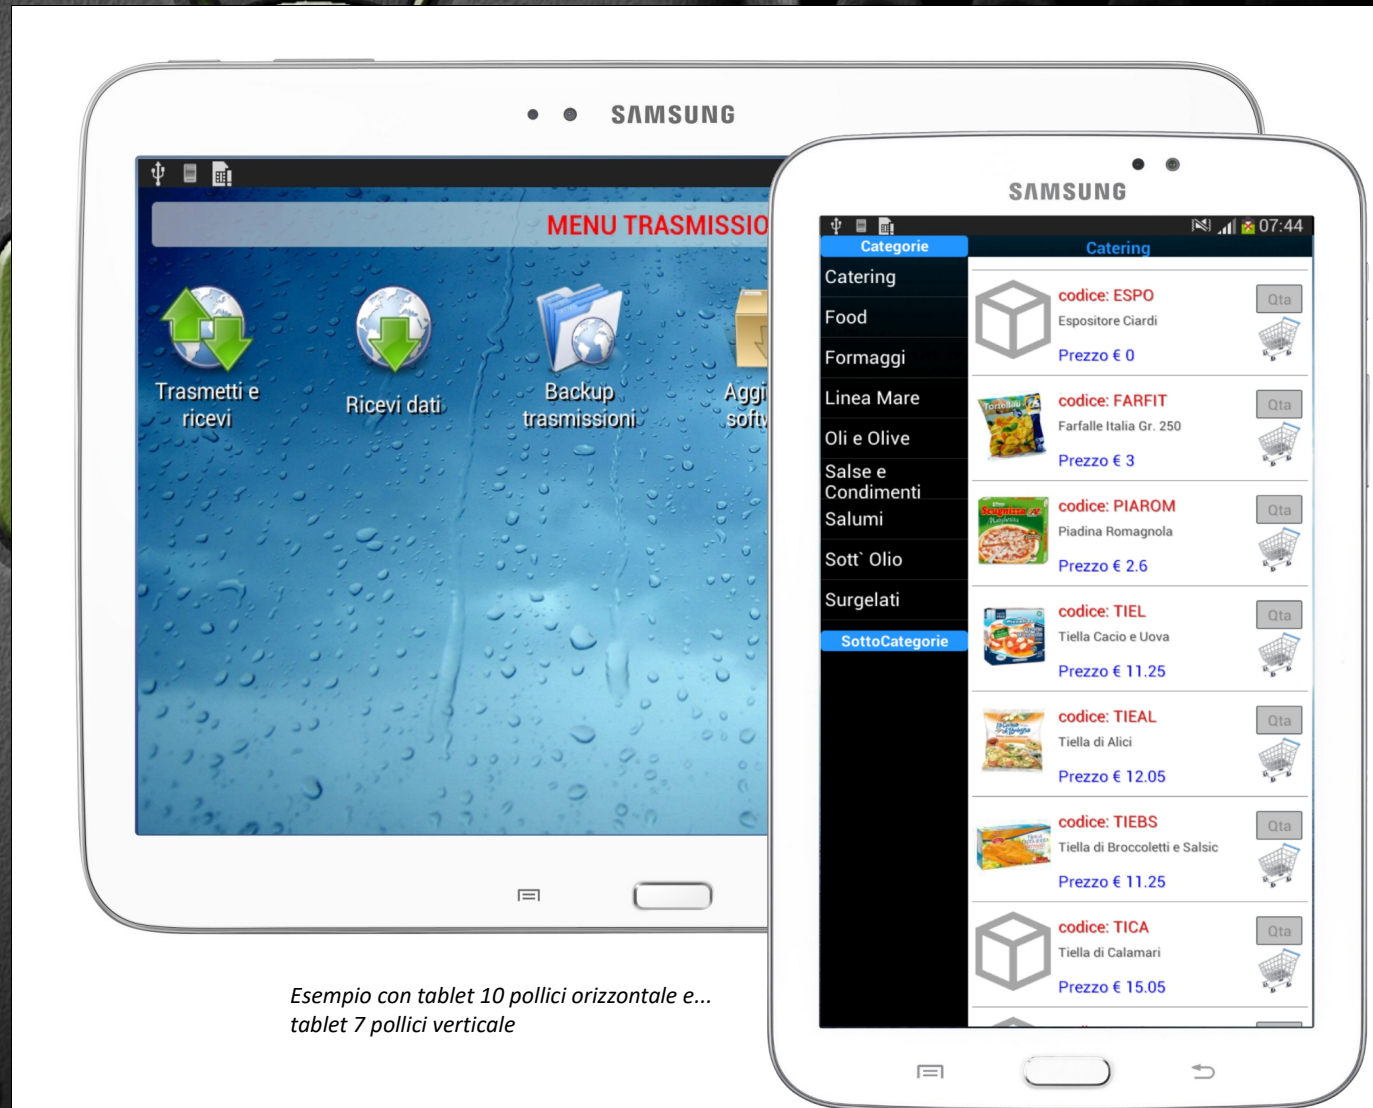 SAMSUNG
MENU TRASMISSIO
Trasmetti e
ricevi
Ricevi dati
Backup
trasmissioni
Aggi
softw
SAMSUNG
07:44
Categorie
Catering
Food
Formaggi
Linea Mare
Oli e Olive
Salse e
Condimenti
Salumi
Sott` Olio
Surgelati
SottoCategorie
Catering
codice: ESPO
Qta
Espositore Ciardi
Prezzo € 0
codice: FARFIT
Qta
Farfalle Italia Gr. 250
Prezzo € 3
codice: PIAROM
Qta
Piadina Romagnola
Prezzo € 2.6
codice: TIEL
Qta
Tiella Cacio e Uova
Prezzo € 11.25
codice: TIEAL
Qta
Tiella di Alici
Prezzo € 12.05
codice: TIEBS
Qta
Tiella di Broccoletti e Salsic
Prezzo € 11.25
codice: TICA
Qta
Tiella di Calamari
Prezzo € 15.05
Esempio con tablet 10 pollici orizzontale e...
tablet 7 pollici verticale